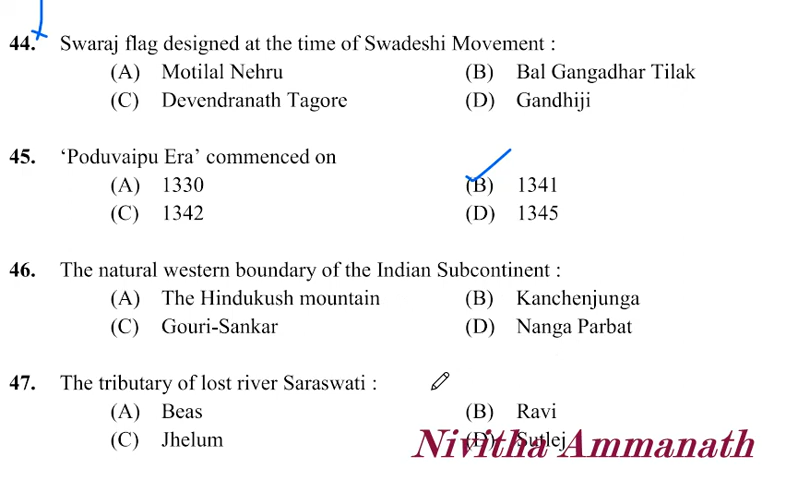 44. Swaraj flag designed at the time of Swadeshi Movement :
(A) Motilal Nehru (B) Bal Gangadhar Tilak
(C) Devendranath Tagore (D) Gandhiji
45. ‘Poduvaipu Era’ commenced on
(A) 1330 (B) 1341
(C) 1342 (D) 1345
46. The natural western boundary of the Indian Subcontinent :
(A) The Hindukush mountain (B) Kanchenjunga
(C) Gouri-Sankar (D) Nanga Parbat
47. The tributary of lost river Saraswati :
(A) Beas (B) Ravi
(C) Jhelum (D) Sutlej
Nivitha Ammanath